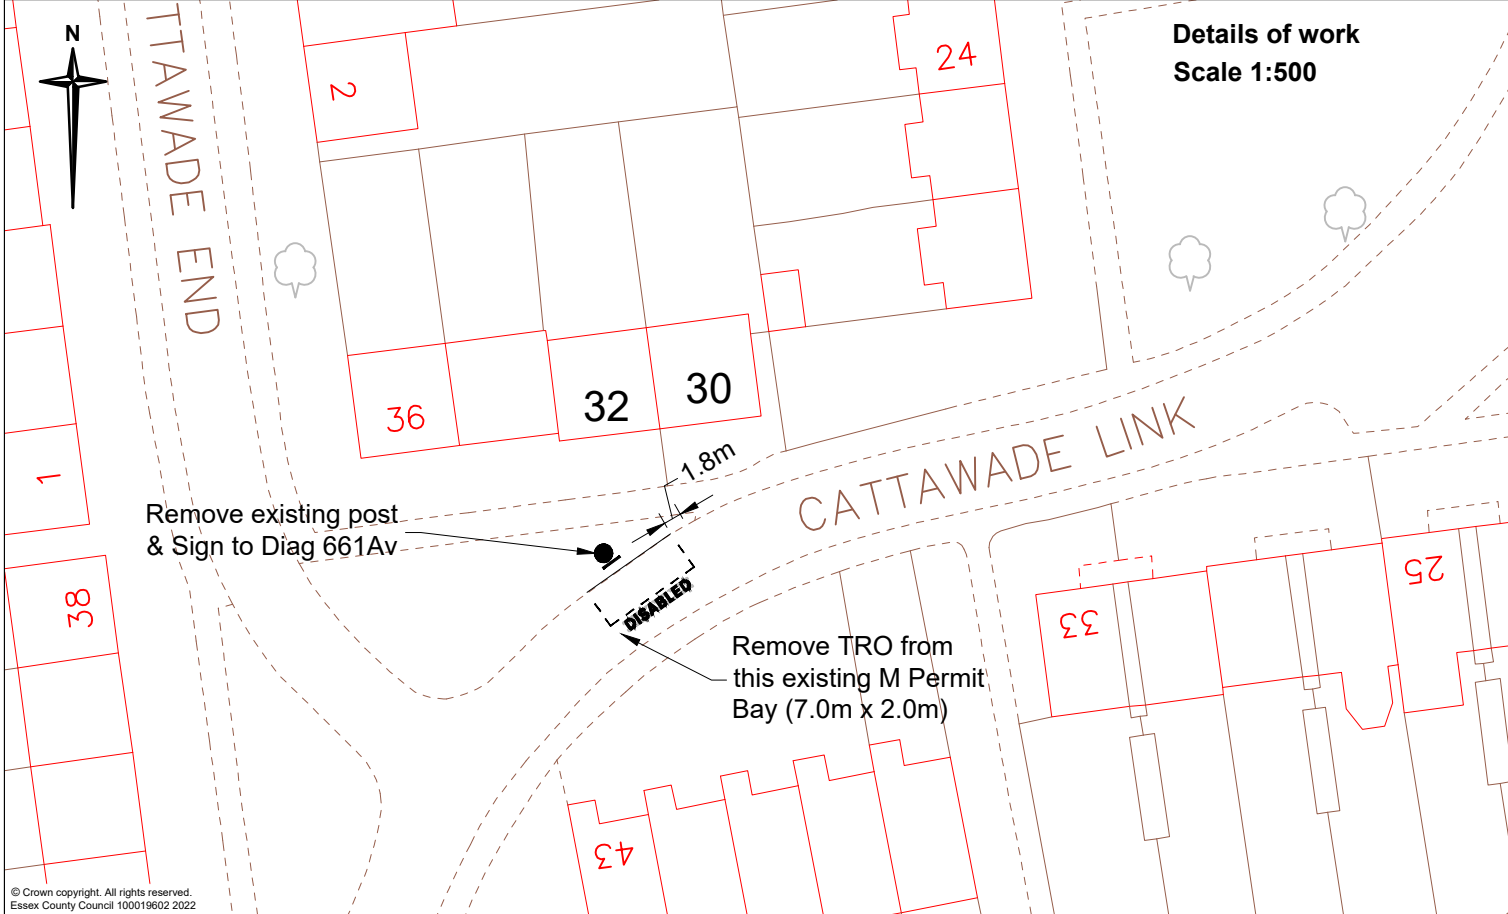 N
Details of work
Scale 1:500
TTAWADE END
2
24
36
32
30
1
1.8m
CATTAWADE LINK
Remove existing post
& Sign to Diag 661Av
38
DISABLED
33
25
Remove TRO from
this existing M Permit
Bay (7.0m x 2.0m)
43
© Crown copyright. All rights reserved.
Essex County Council 100019602 2022